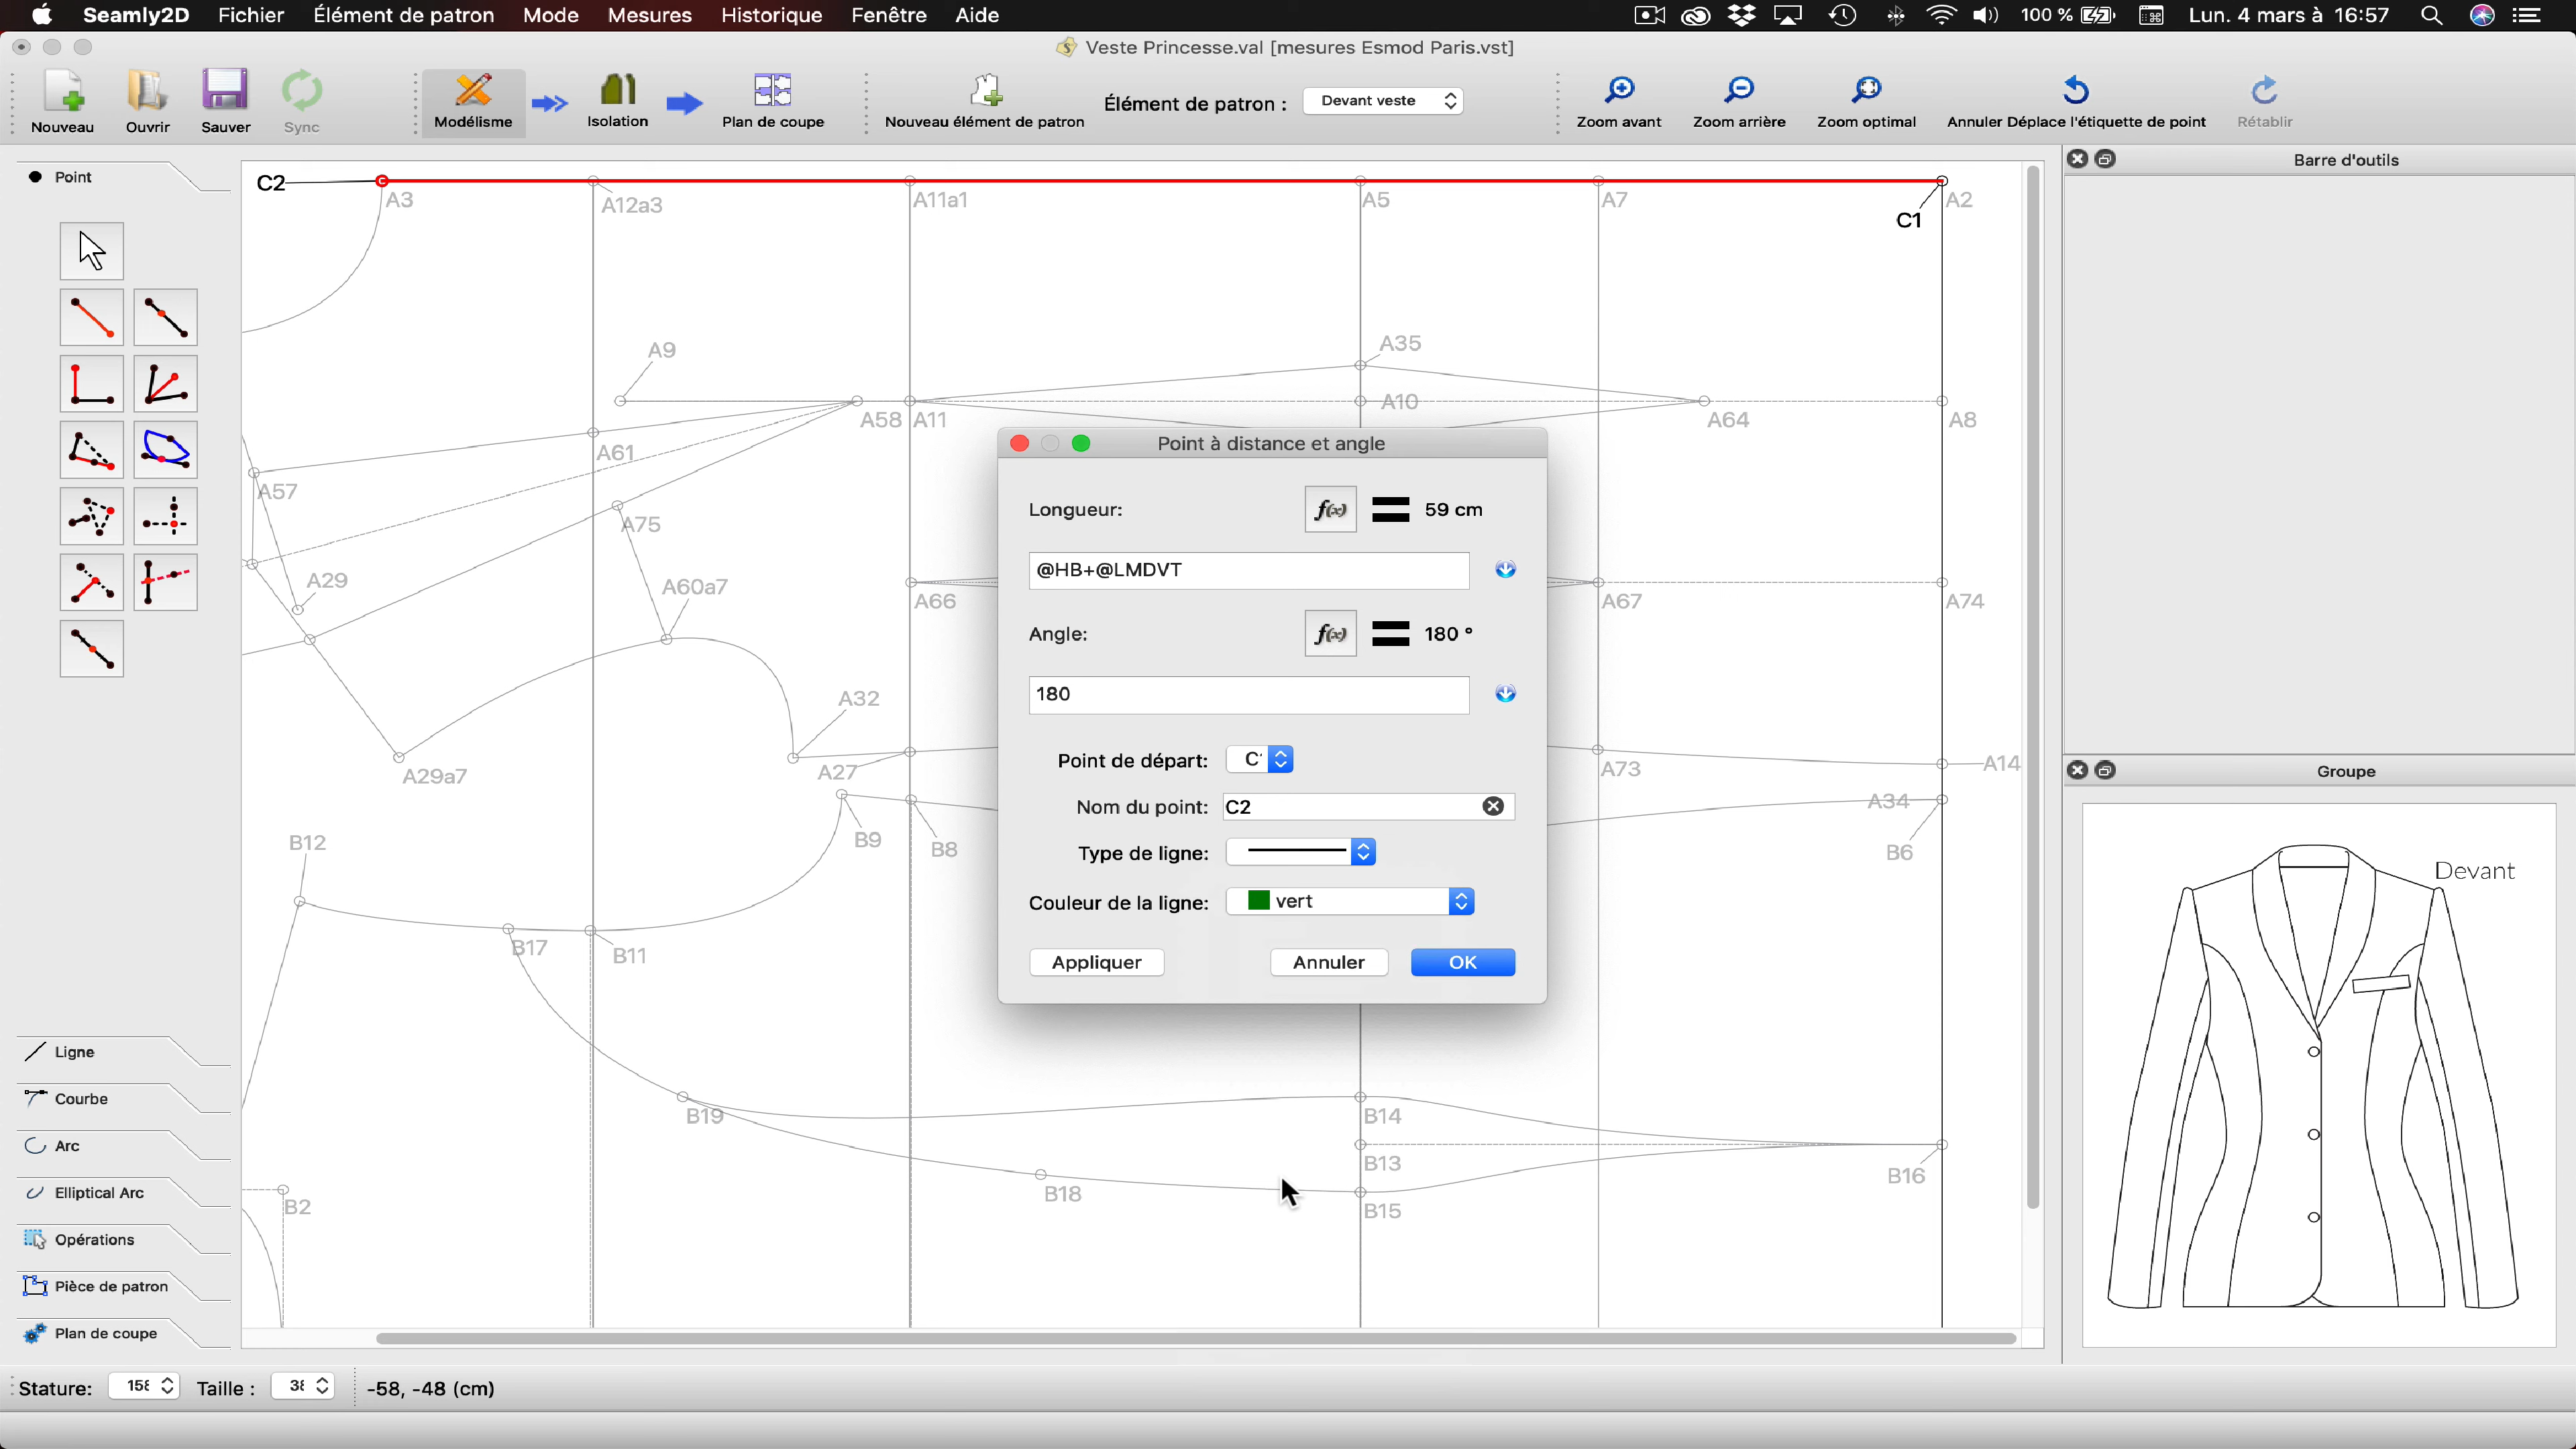 Seamly2D Fichier Élément de patron Mode Mesures Historique Fenêtre Aide 100 % Lun. 4 mars à 16:57
Veste Princesse.val [mesures Esmod Paris.vst]
Nouveau Ouvrir Sauver Sync Modélisme Isolation Plan de coupe Nouveau élément de patron Élément de patron : Devant veste Zoom avant Zoom arrière Zoom optimal Annuler Déplace l'étiquette de point Rétablir
Point
Ligne
Courbe
Arc
Elliptical Arc
Opérations
Pièce de patron
Plan de coupe
C2 A3 A12a3 A11a1 A5 A7 A2
C1
A9 A35
A58 A11 A10 A64 A8
A61
A57
A75
A29 A60a7 A66 A67 A74
A32
A29a7 A27 A73 A14
A34
B12 B9 B8 B6
B17 B11
B19 B14
B13 B16
B2 B18 B15
Point à distance et angle
Longueur: f(x) 59 cm
@HB+@LMDVT
Angle: f(x) 180 °
180
Point de départ:
Nom du point: C2
Type de ligne:
Couleur de la ligne: vert
Appliquer Annuler OK
Barre d'outils
Groupe
Devant
Stature: Taille : -58, -48 (cm)